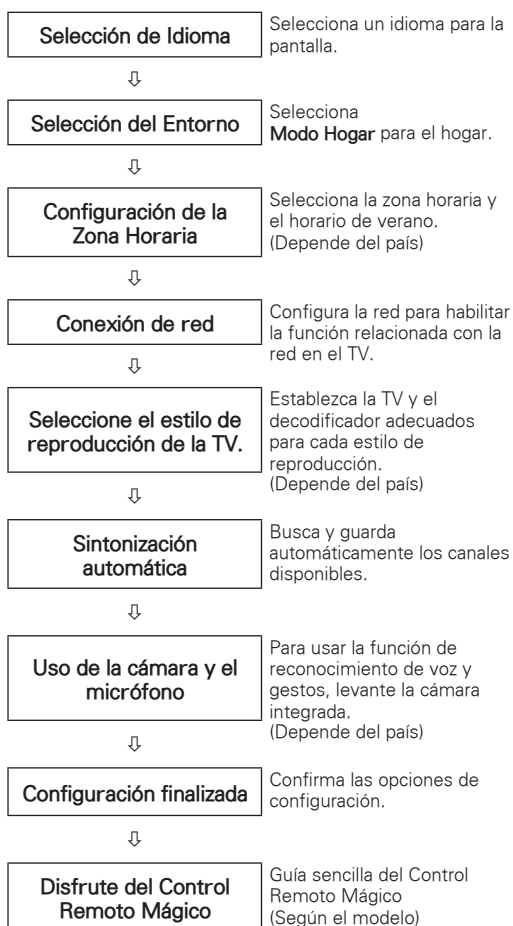 Selección de Idioma
Selecciona un idioma para la
pantalla.
⇩
Selección del Entorno
Selecciona
Modo Hogar para el hogar.
⇩
Configuración de la
Zona Horaria
Selecciona la zona horaria y
el horario de verano.
(Depende del país)
⇩
Conexión de red
Configura la red para habilitar
la función relacionada con la
red en el TV.
⇩
Seleccione el estilo de
reproducción de la TV.
Establezca la TV y el
decodificador adecuados
para cada estilo de
reproducción.
(Depende del país)
⇩
Sintonización
automática
Busca y guarda
automáticamente los canales
disponibles.
⇩
Uso de la cámara y el
micrófono
Para usar la función de
reconocimiento de voz y
gestos, levante la cámara
integrada.
(Depende del país)
⇩
Configuración finalizada
Confirma las opciones de
configuración.
⇩
Disfrute del Control
Remoto Mágico
Guía sencilla del Control
Remoto Mágico
(Según el modelo)